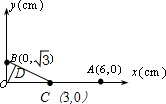 y(cm)
B(0,√3)
D
A(6,0)
x(cm)
O
C
(3,0)